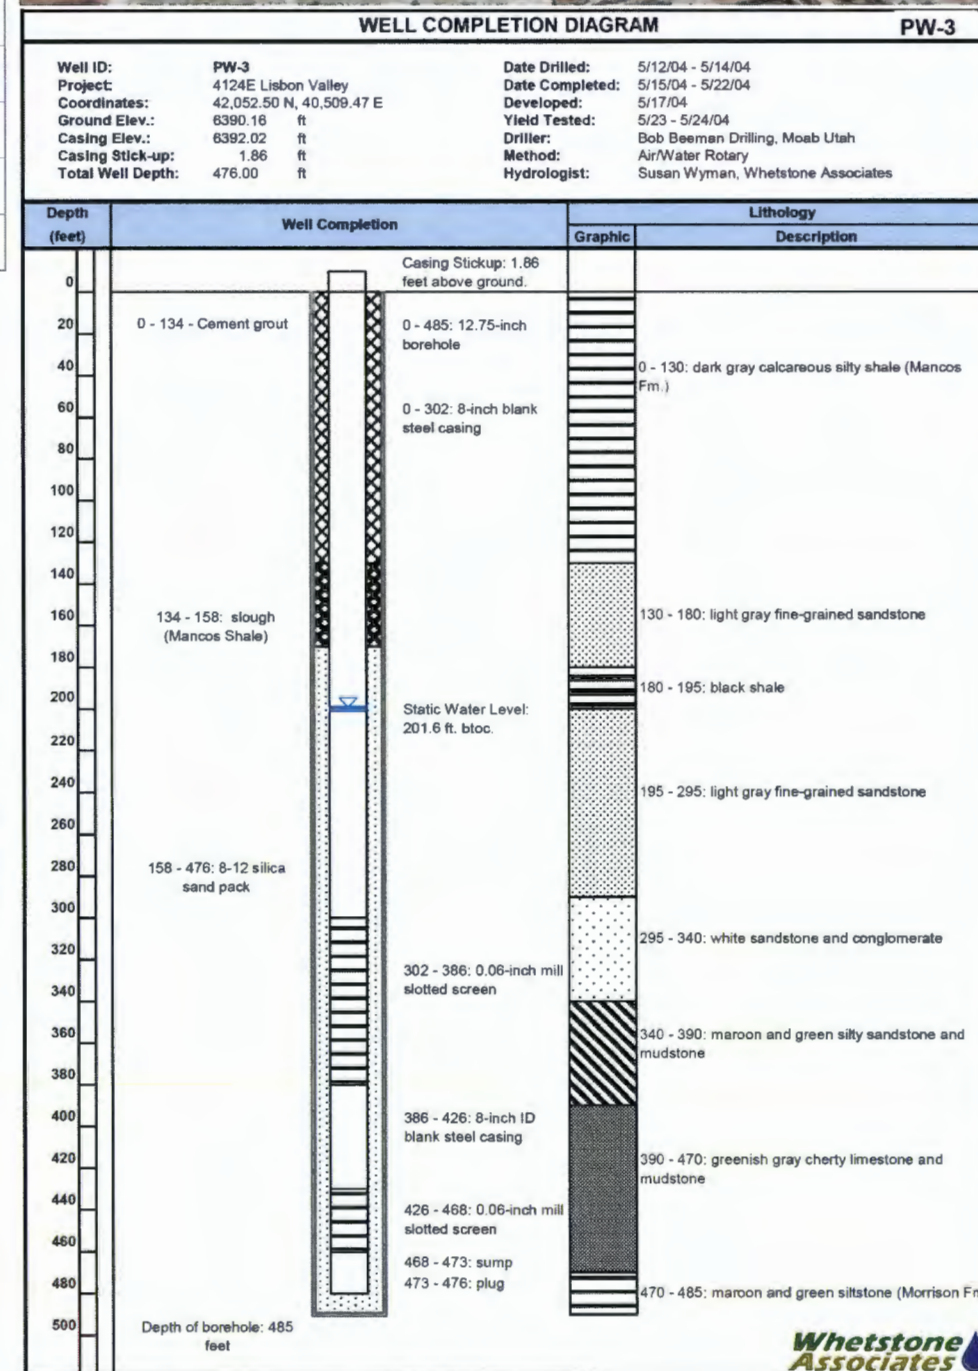 WELL COMPLETION DIAGRAM PW-3
Well ID: PW-3
Project: 4124E Lisbon Valley
Coordinates: 42,052.50 N, 40,509.47 E
Ground Elev.: 6390.16 ft
Casing Elev.: 6392.02 ft
Casing Stick-up: 1.86 ft
Total Well Depth: 476.00 ft
Date Drilled: 5/12/04 - 5/14/04
Date Completed: 5/15/04 - 5/22/04
Developed: 5/17/04
Yield Tested: 5/23 - 5/24/04
Driller: Bob Beeman Drilling, Moab Utah
Method: Air/Water Rotary
Hydrologist: Susan Wyman, Whetstone Associates
Depth
(feet)
Well Completion
Lithology
Graphic
Description
0
20
40
60
80
100
120
140
160
180
200
220
240
260
280
300
320
340
360
380
400
420
440
460
480
500
0 - 134 - Cement grout
134 - 158: slough
(Mancos Shale)
158 - 476: 8-12 silica
sand pack
Depth of borehole: 485
feet
Casing Stickup: 1.86
feet above ground.
0 - 485: 12.75-inch
borehole
0 - 302: 8-inch blank
steel casing
Static Water Level:
201.6 ft. btoc.
302 - 386: 0.06-inch mill
slotted screen
386 - 426: 8-inch ID
blank steel casing
426 - 468: 0.06-inch mill
slotted screen
468 - 473: sump
473 - 476: plug
0 - 130: dark gray calcareous silty shale (Mancos
Fm.)
130 - 180: light gray fine-grained sandstone
180 - 195: black shale
195 - 295: light gray fine-grained sandstone
295 - 340: white sandstone and conglomerate
340 - 390: maroon and green silty sandstone and
mudstone
390 - 470: greenish gray cherty limestone and
mudstone
470 - 485: maroon and green siltstone (Morrison Fm
Whetstone
Associates